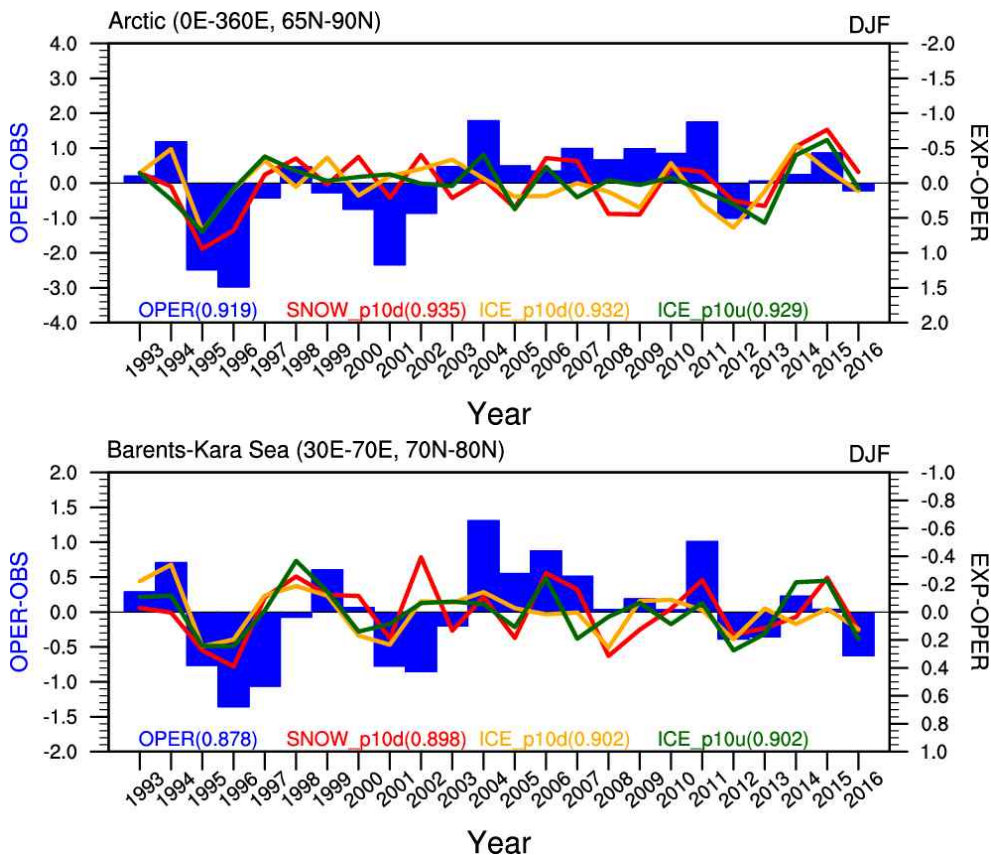 Arctic (0E-360E, 65N-90N) DJF
4.0 -2.0
3.0 -1.5
2.0 -1.0
1.0 -0.5
0.0 0.0
-1.0 0.5
-2.0 1.0
-3.0 1.5
-4.0 2.0
OPER-OBS
EXP-OPER
OPER(0.919) SNOW_p10d(0.935) ICE_p10d(0.932) ICE_p10u(0.929)
1993 1994 1995 1996 1997 1998 1999 2000 2001 2002 2003 2004 2005 2006 2007 2008 2009 2010 2011 2012 2013 2014 2015 2016
Year
Barents-Kara Sea (30E-70E, 70N-80N) DJF
2.0 -1.0
1.5 -0.8
1.0 -0.6
0.5 -0.4
0.0 -0.2
-0.5 0.0
-1.0 0.2
-1.5 0.4
-2.0 0.6
0.8
1.0
OPER-OBS
EXP-OPER
OPER(0.878) SNOW_p10d(0.898) ICE_p10d(0.902) ICE_p10u(0.902)
1993 1994 1995 1996 1997 1998 1999 2000 2001 2002 2003 2004 2005 2006 2007 2008 2009 2010 2011 2012 2013 2014 2015 2016
Year